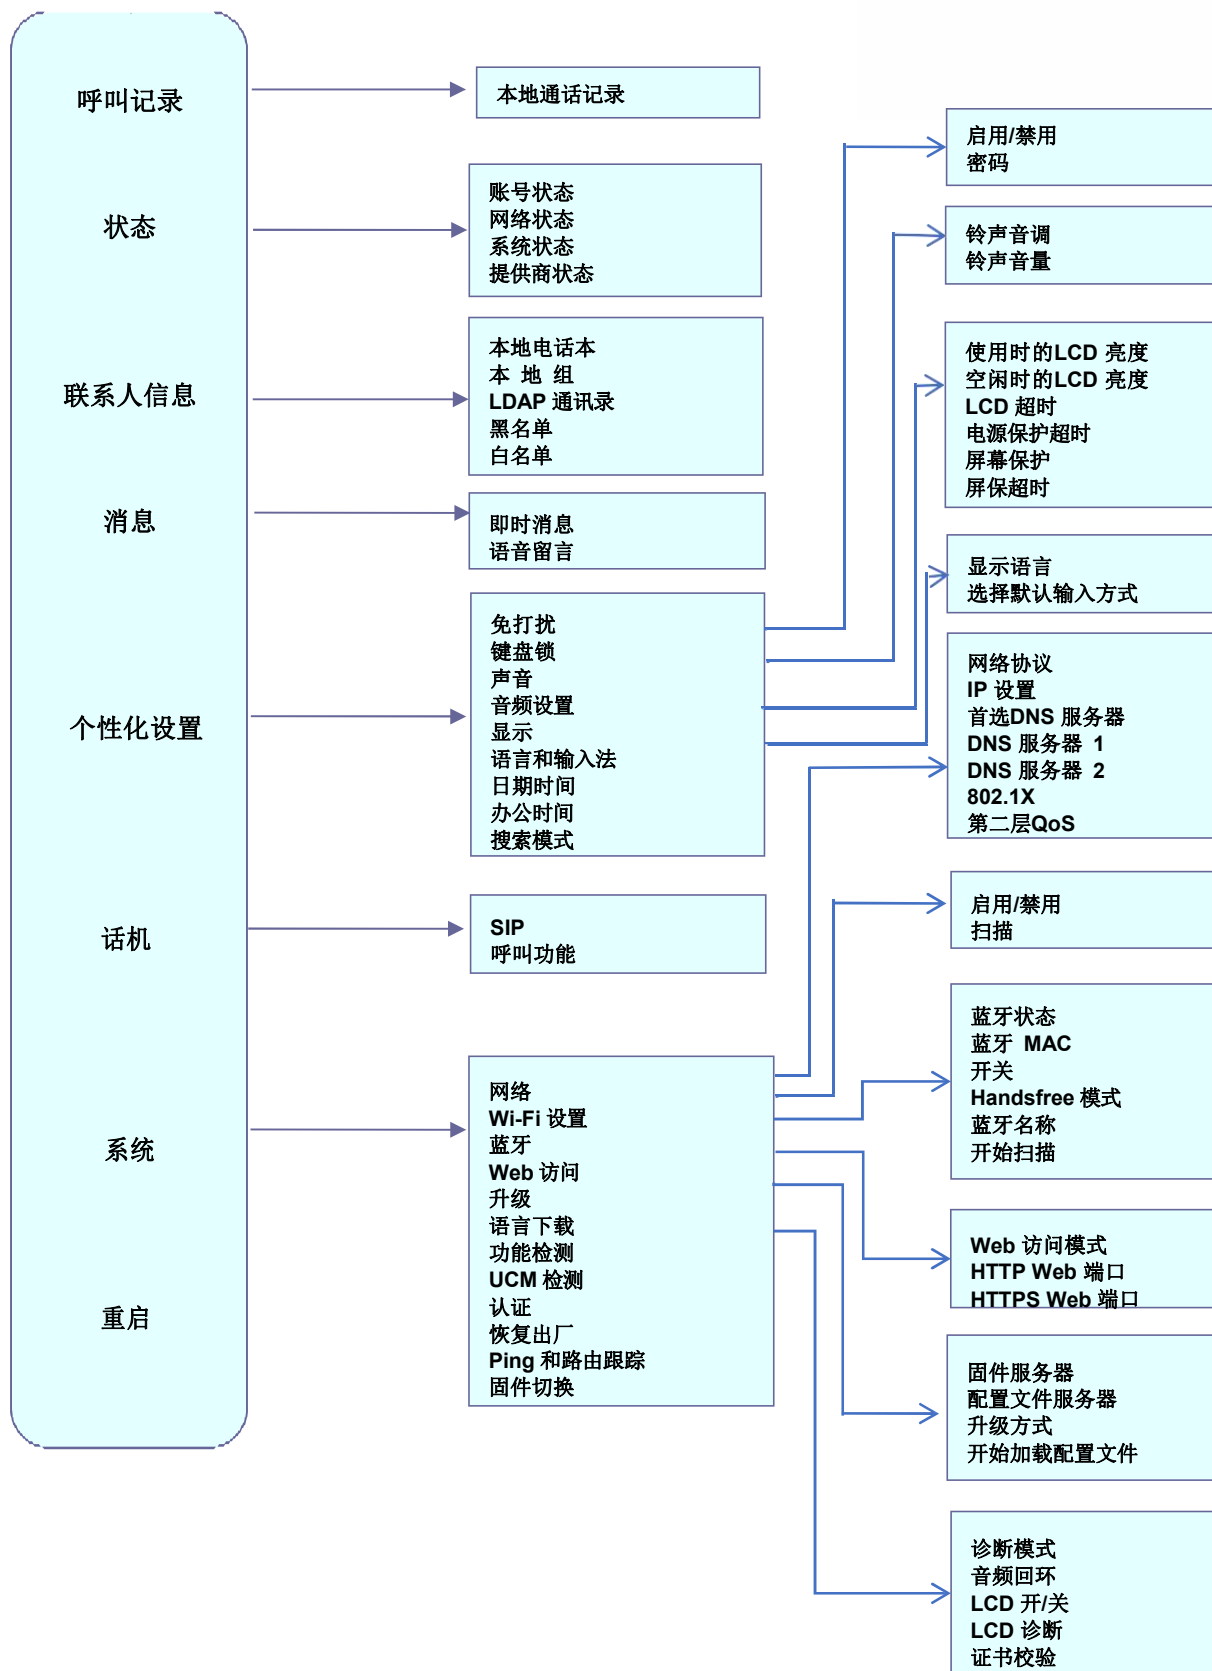 呼叫记录
状态
联系人信息
消息
个性化设置
话机
系统
重启
本地通话记录
账号状态
网络状态
系统状态
提供商状态
本地电话本
本 地 组
LDAP 通讯录
黑名单
白名单
即时消息
语音留言
免打扰
键盘锁
声音
音频设置
显示
语言和输入法
日期时间
办公时间
搜索模式
SIP
呼叫功能
网络
Wi-Fi 设置
蓝牙
Web 访问
升级
语言下载
功能检测
UCM 检测
认证
恢复出厂
Ping 和路由跟踪
固件切换
启用/禁用
密码
铃声音调
铃声音量
使用时的LCD 亮度
空闲时的LCD 亮度
LCD 超时
电源保护超时
屏幕保护
屏保超时
显示语言
选择默认输入方式
网络协议
IP 设置
首选DNS 服务器
DNS 服务器 1
DNS 服务器 2
802.1X
第二层QoS
启用/禁用
扫描
蓝牙状态
蓝牙 MAC
开关
Handsfree 模式
蓝牙名称
开始扫描
Web 访问模式
HTTP Web 端口
HTTPS Web 端口
固件服务器
配置文件服务器
升级方式
开始加载配置文件
诊断模式
音频回环
LCD 开/关
LCD 诊断
证书校验